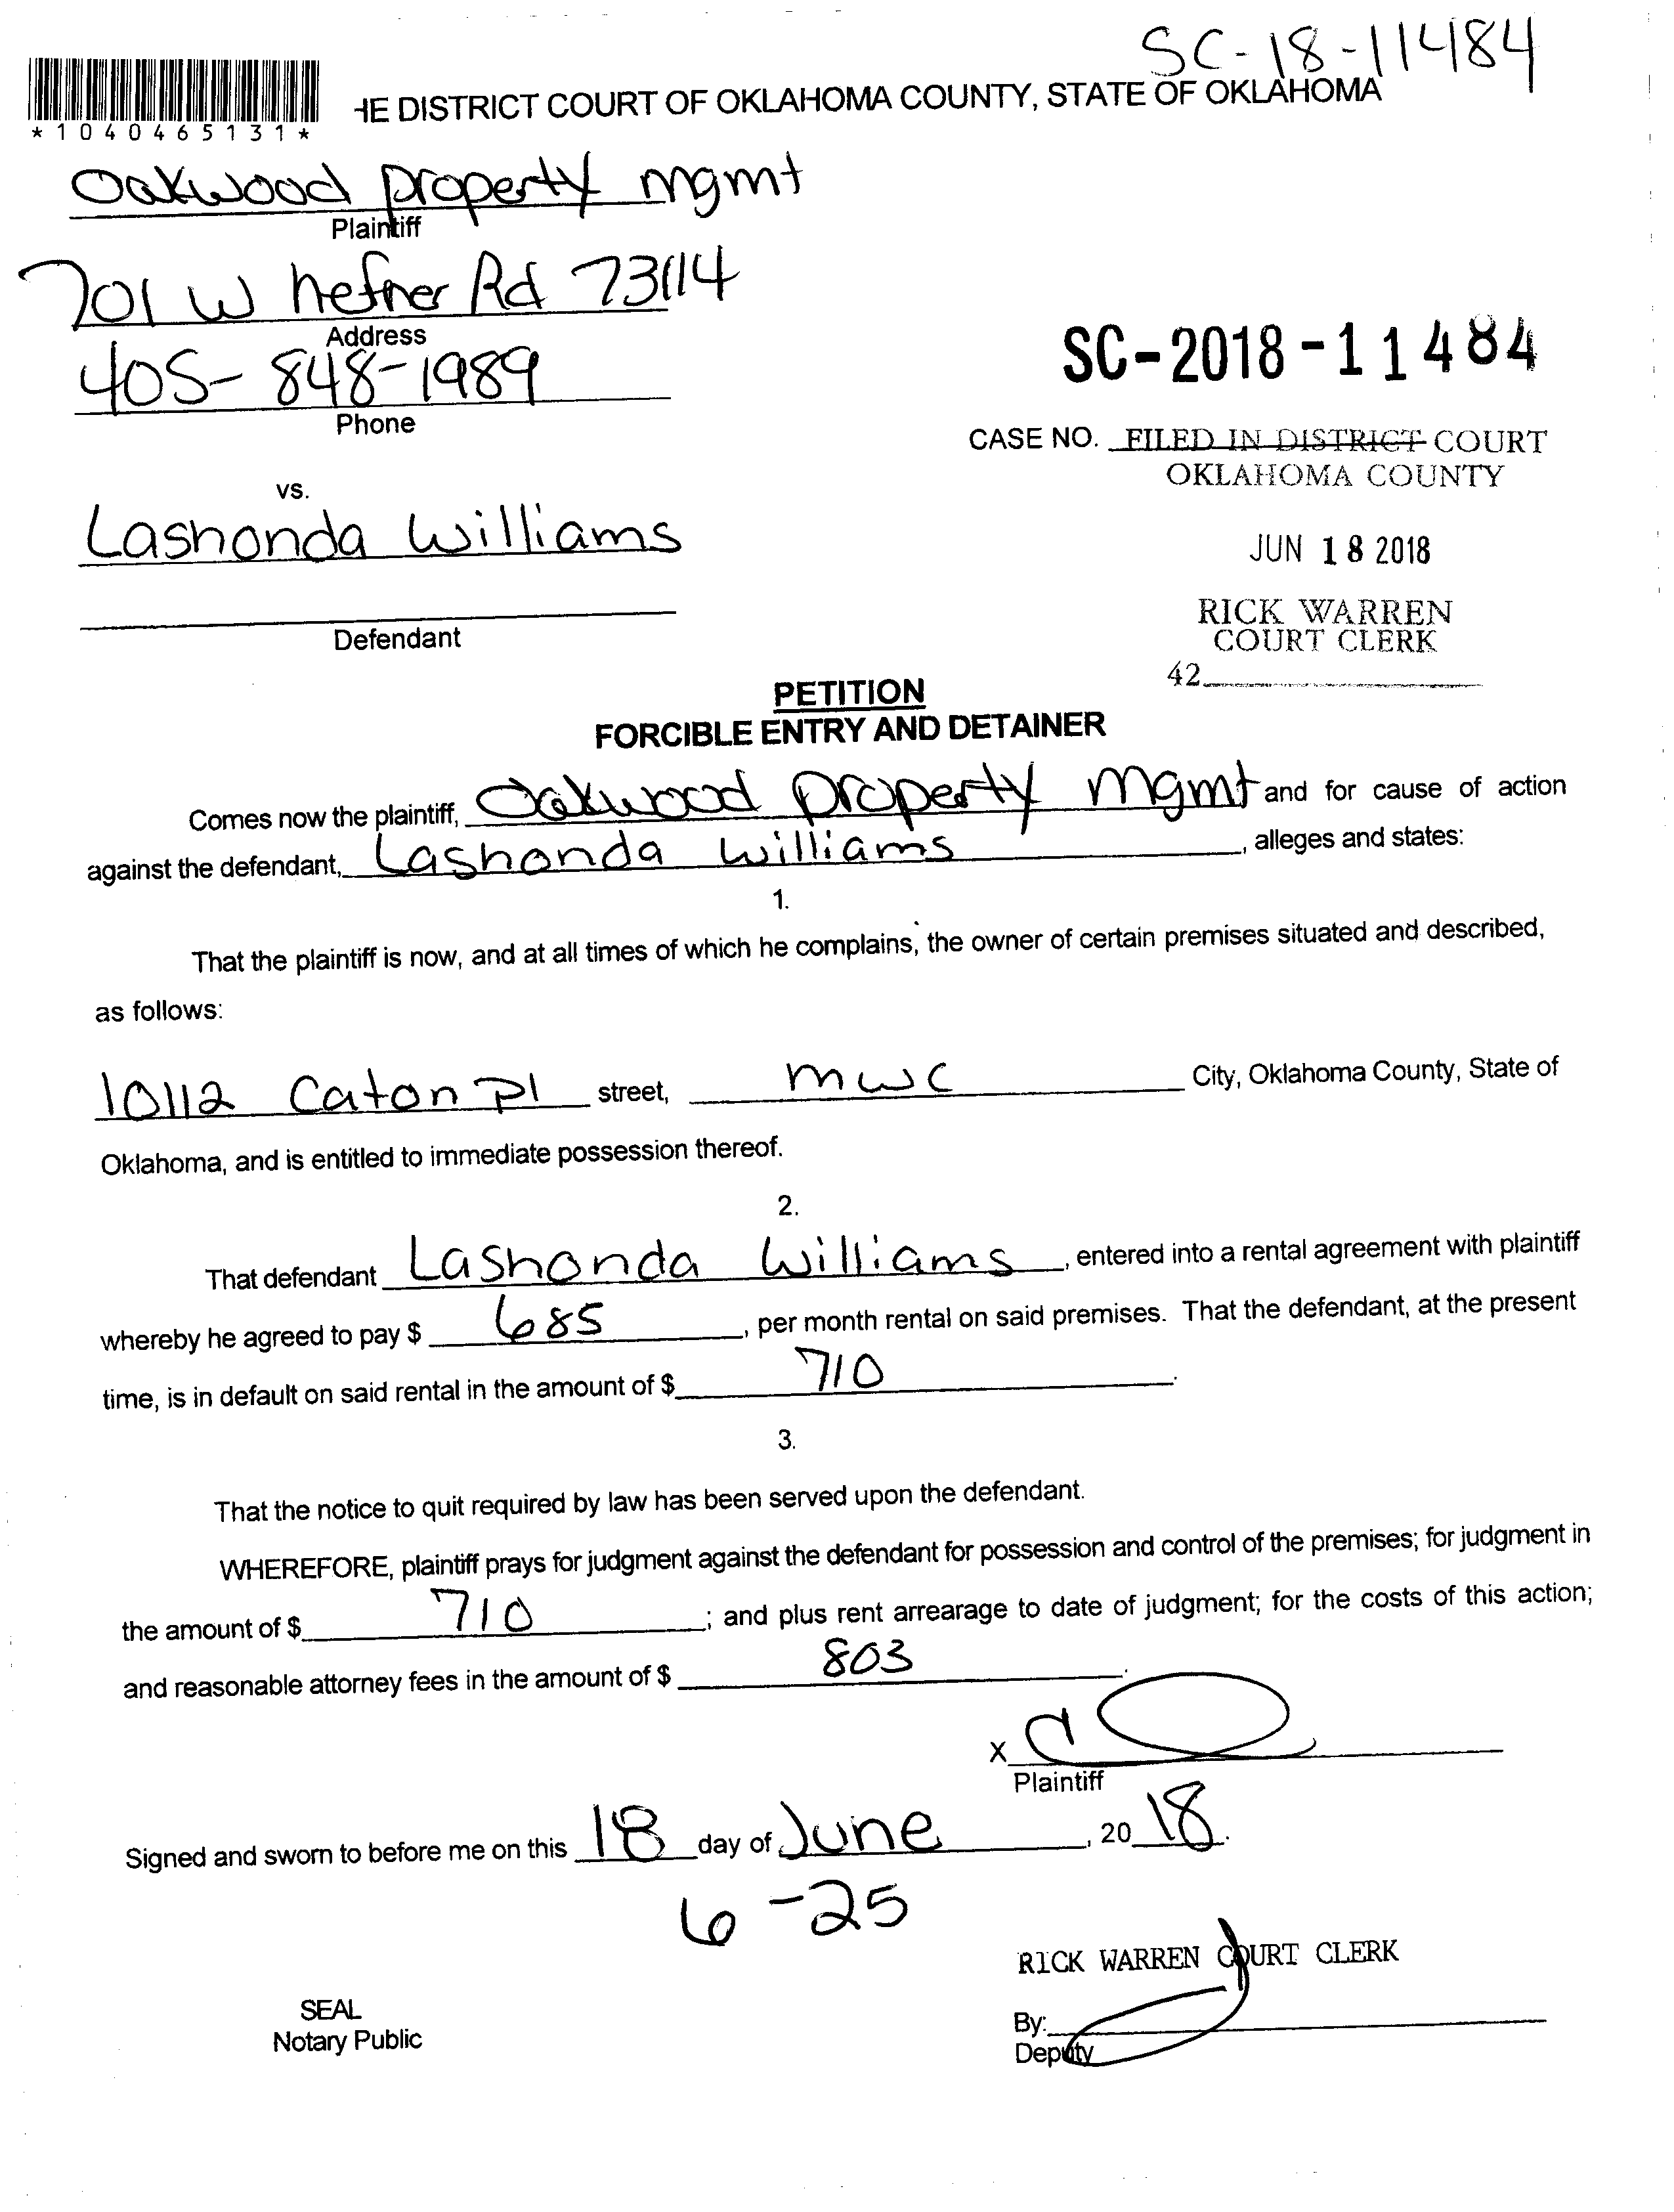 SC-18-11484
HE DISTRICT COURT OF OKLAHOMA COUNTY, STATE OF OKLAHOMA
*1040465131*
Oakwood property mgmt
Plaintiff
701 W hefner Rd 73114
Address
405-848-1989
Phone
SC-2018-11484
CASE NO. FILED IN DISTRICT COURT
OKLAHOMA COUNTY
vs.
Lashonda Williams
JUN 18 2018
Defendant
RICK WARREN
COURT CLERK
42
PETITION
FORCIBLE ENTRY AND DETAINER
Comes now the plaintiff, Oakwood property mgmt and for cause of action
against the defendant, Lashonda Williams, alleges and states:
1.
That the plaintiff is now, and at all times of which he complains, the owner of certain premises situated and described,
as follows:
10112 Caton Pl street, mwc City, Oklahoma County, State of
Oklahoma, and is entitled to immediate possession thereof.
2.
That defendant Lashonda Williams, entered into a rental agreement with plaintiff
whereby he agreed to pay $ 685, per month rental on said premises. That the defendant, at the present
time, is in default on said rental in the amount of $ 710.
3.
That the notice to quit required by law has been served upon the defendant.
WHEREFORE, plaintiff prays for judgment against the defendant for possession and control of the premises; for judgment in
the amount of $ 710; and plus rent arrearage to date of judgment; for the costs of this action;
and reasonable attorney fees in the amount of $ 803.
X
Plaintiff
Signed and sworn to before me on this 18 day of June, 20 18.
6-25
RICK WARREN COURT CLERK
SEAL
Notary Public
By:
Deputy